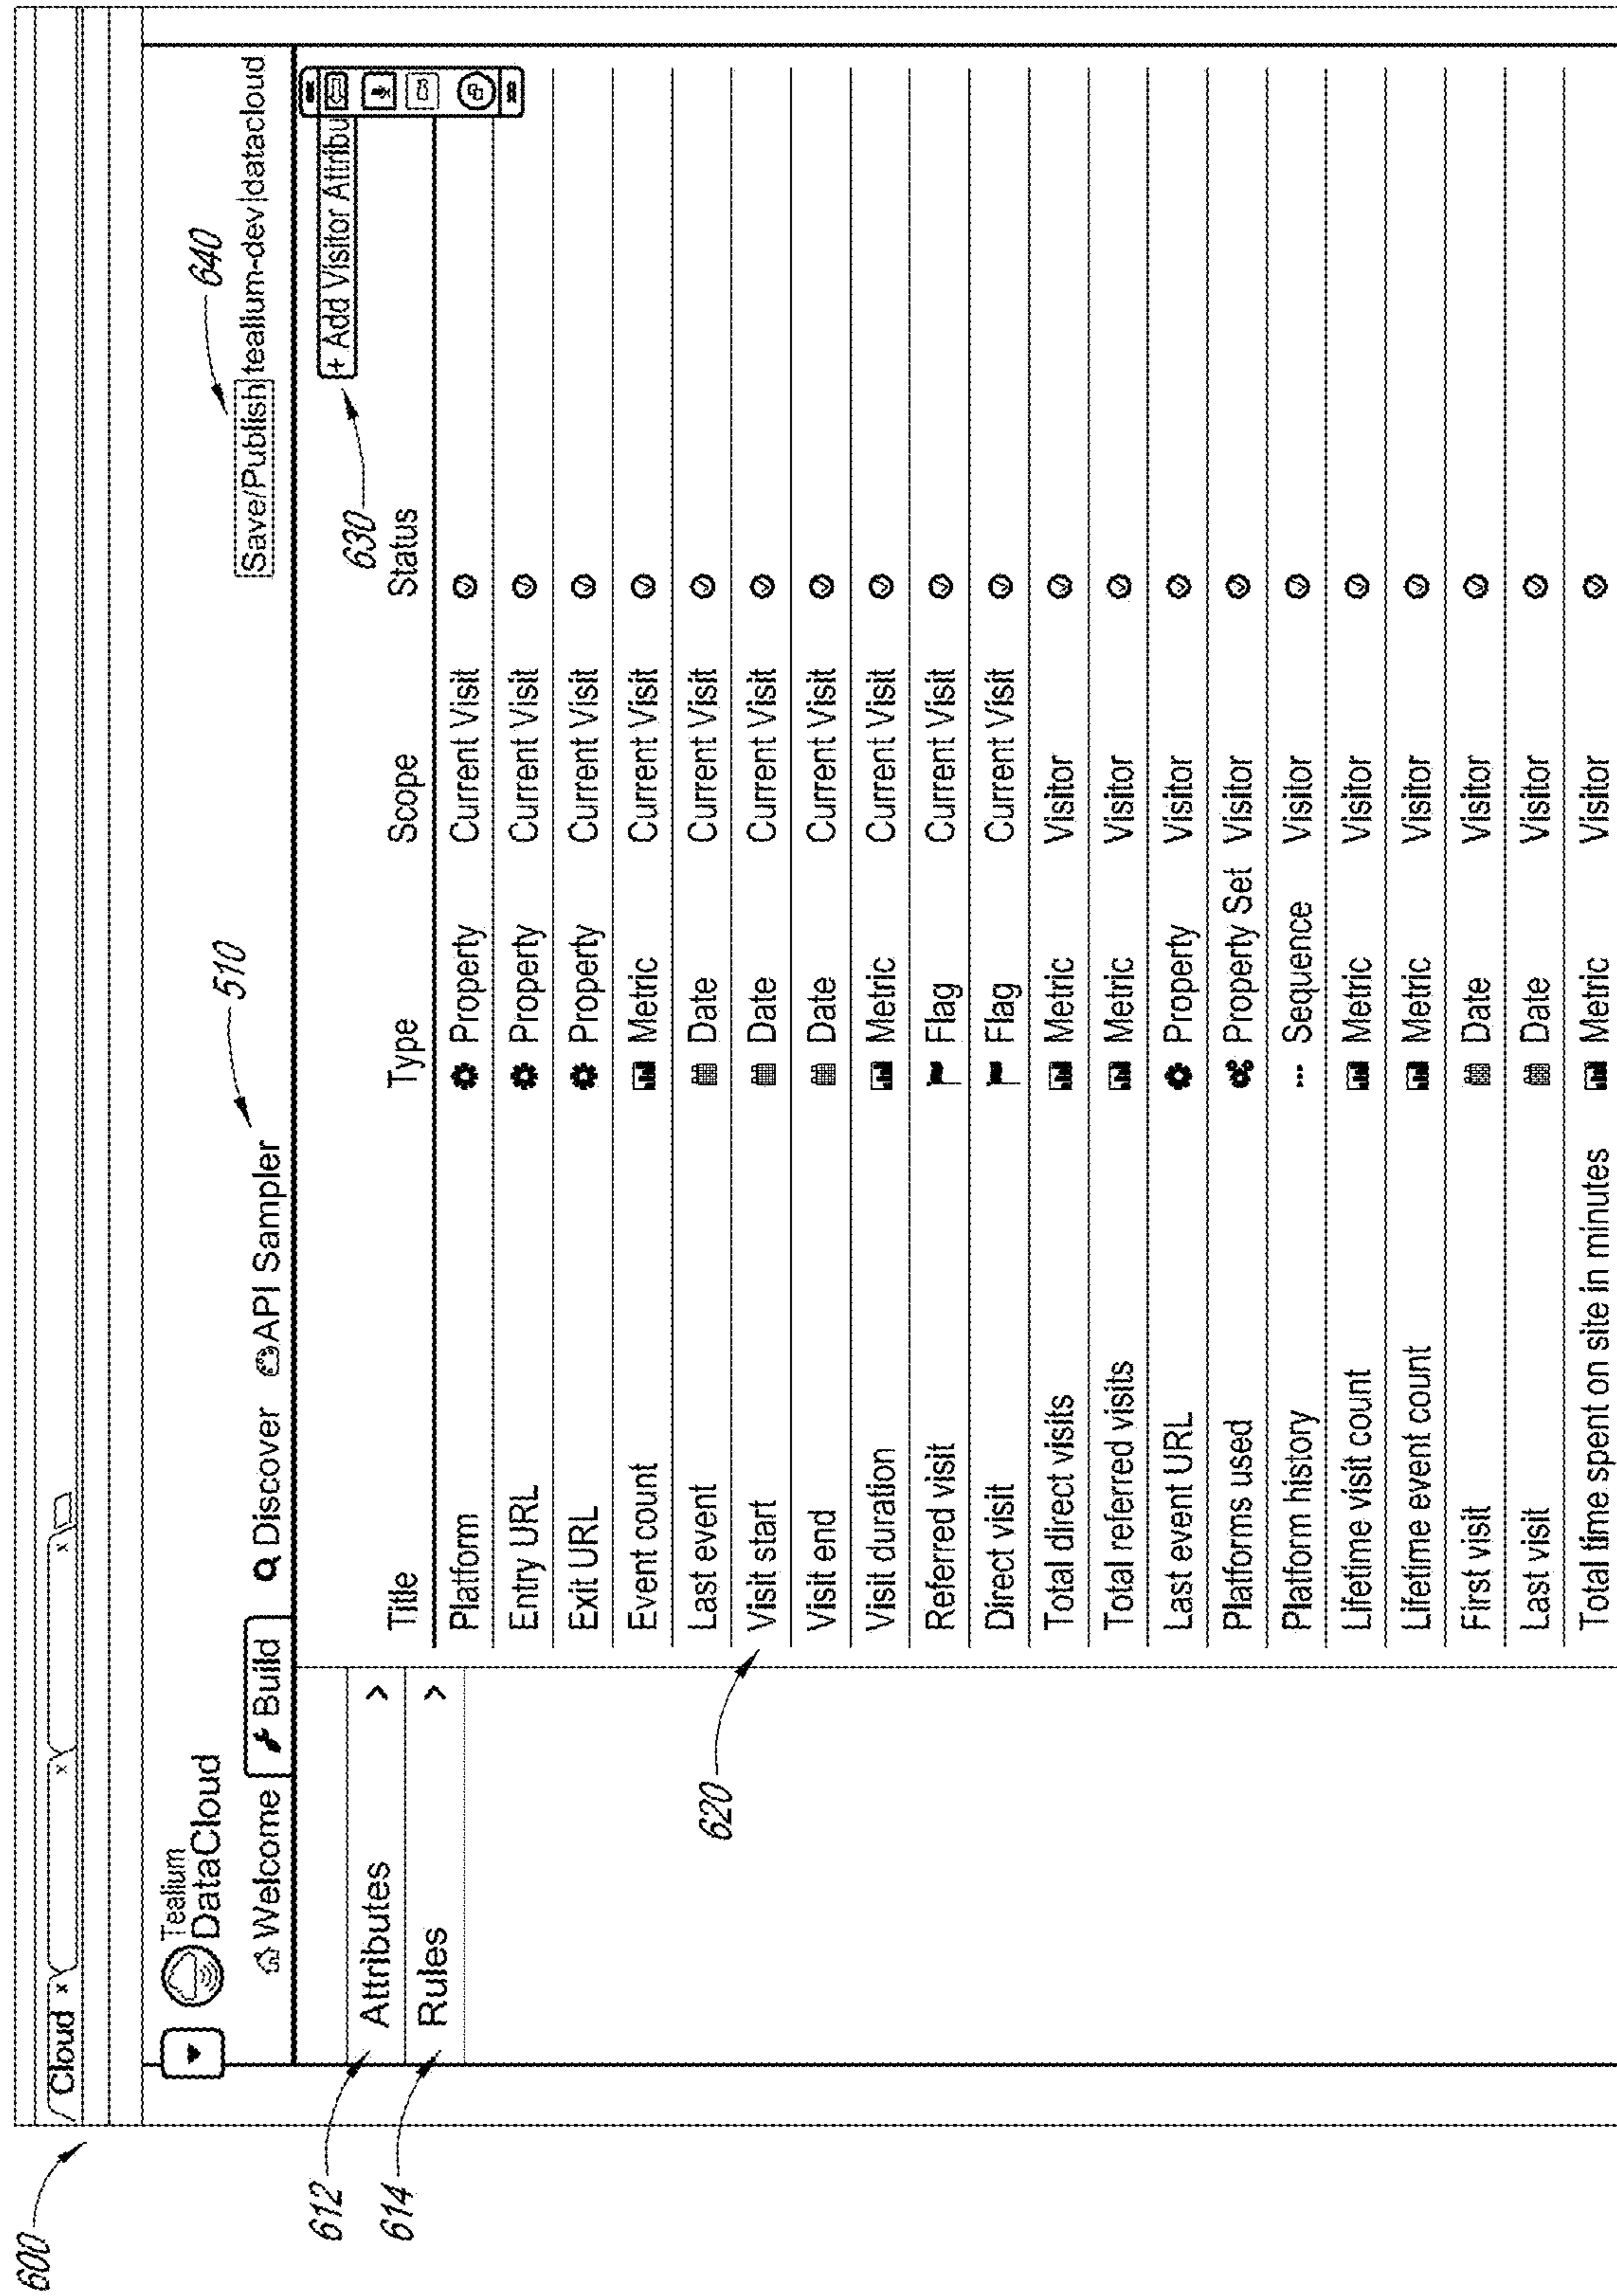 600
Cloud x
x
x
Tealium
DataCloud
640
510
Welcome Build Discover API Sampler Save/Publish tealium-dev|datacloud
630
+ Add Visitor Attribu
612
Attributes >
614
Rules >
620
Title Type Scope Status
Platform Property Current Visit
Entry URL Property Current Visit
Exit URL Property Current Visit
Event count Metric Current Visit
Last event Date Current Visit
Visit start Date Current Visit
Visit end Date Current Visit
Visit duration Metric Current Visit
Referred visit Flag Current Visit
Direct visit Flag Current Visit
Total direct visits Metric Visitor
Total referred visits Metric Visitor
Last event URL Property Visitor
Platforms used Property Set Visitor
Platform history Sequence Visitor
Lifetime visit count Metric Visitor
Lifetime event count Metric Visitor
First visit Date Visitor
Last visit Date Visitor
Total time spent on site in minutes Metric Visitor